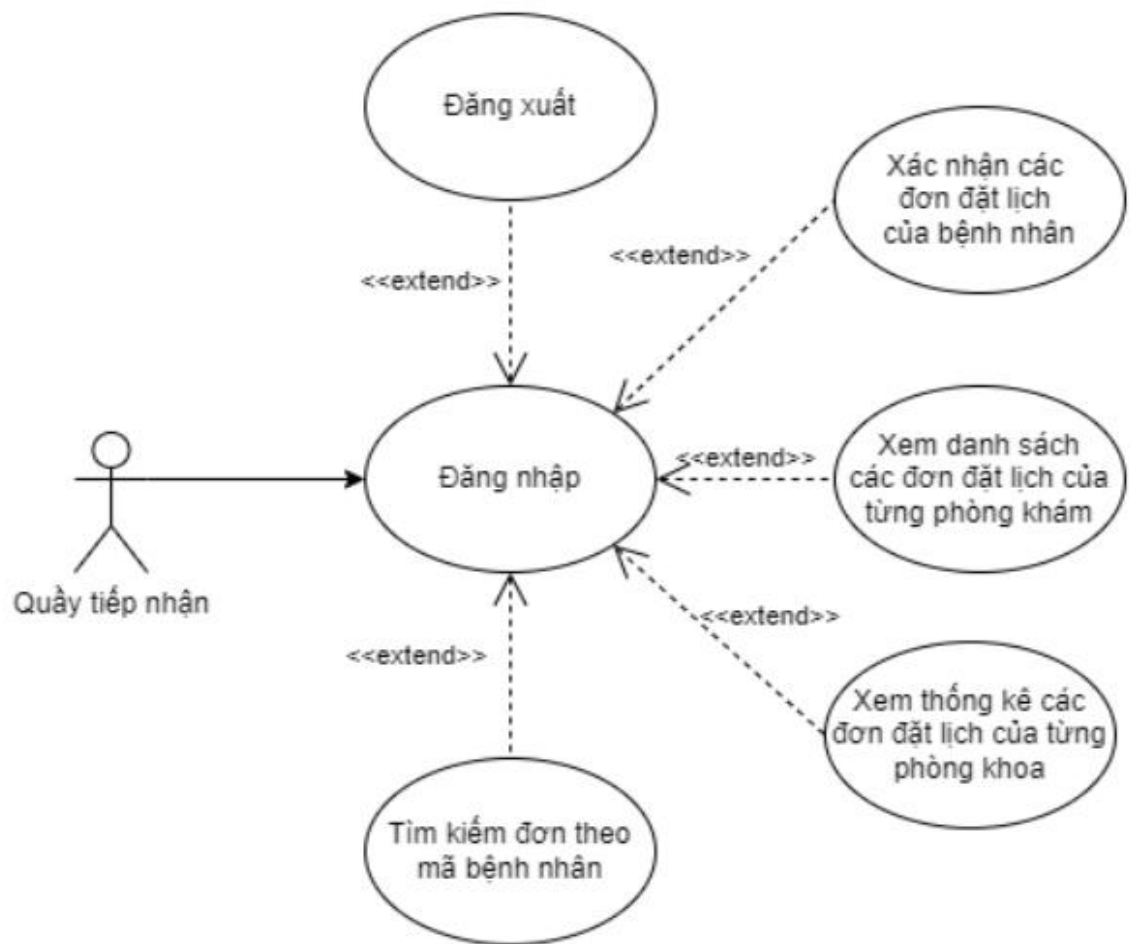 Đăng xuất
Xác nhận các
đơn đặt lịch
của bệnh nhân
<<extend>>
<<extend>>
Đăng nhập
<<extend>>
Xem danh sách
các đơn đặt lịch của
từng phòng khám
Quầy tiếp nhận
<<extend>>
<<extend>>
Xem thống kê các
đơn đặt lịch của từng
phòng khoa
Tìm kiếm đơn theo
mã bệnh nhân